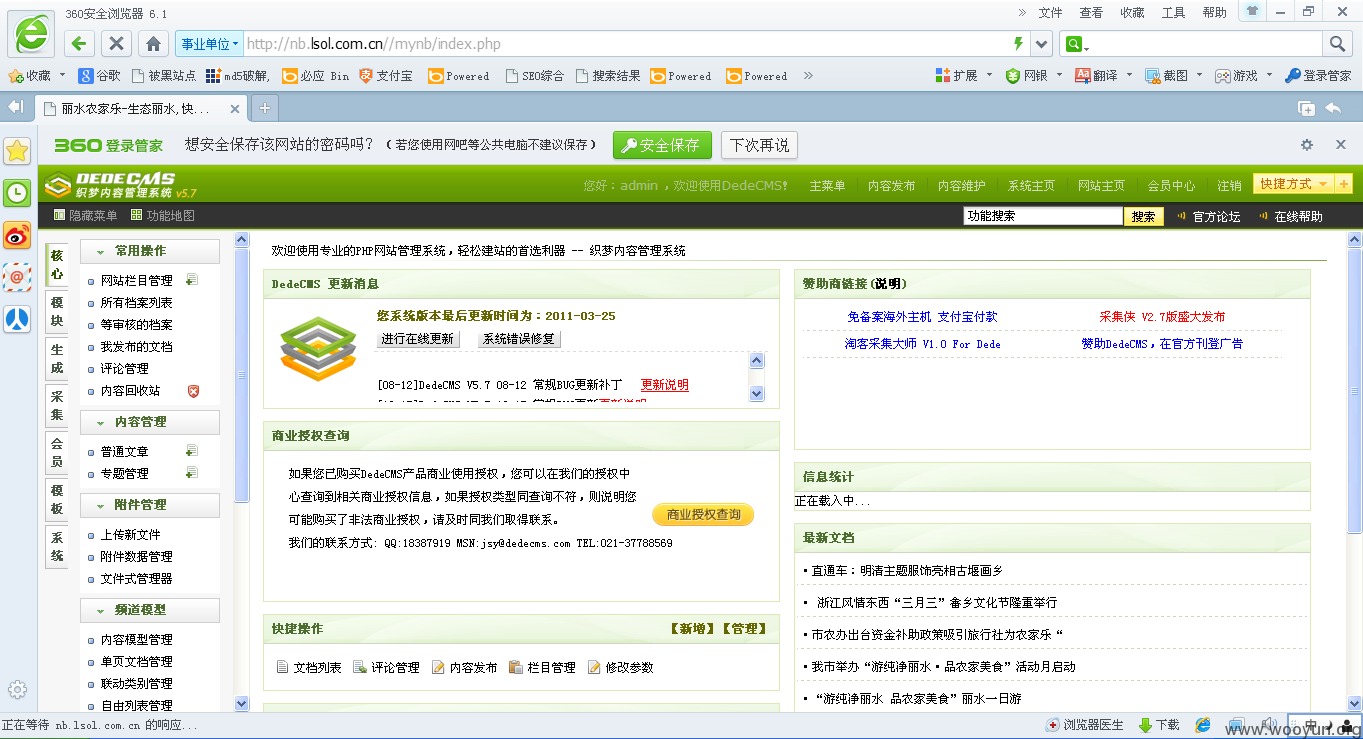 360安全浏览器 6.1
» 文件 查看 收藏 工具 帮助
事业单位 http://nb.lsol.com.cn//mynb/index.php
收藏 谷歌 被黑站点 md5破解, 必应 Bin 支付宝 Powered SEO综合 搜索结果 Powered Powered » 扩展 网银 翻译 截图 游戏 登录管家
丽水农家乐-生态丽水, 快...
360 登录管家 想安全保存该网站的密码吗？（若您使用网吧等公共电脑不建议保存） 安全保存 下次再说
DEDECMS 织梦内容管理系统 v5.7
您好：admin ，欢迎使用DedeCMS！ 主菜单 内容发布 内容维护 系统主页 网站主页 会员中心 注销 快捷方式 +
隐藏菜单 功能地图 功能搜索 搜索 官方论坛 在线帮助
核心
模块
生成
采集
会员
模板
系统
常用操作
网站栏目管理
所有档案列表
等审核的档案
我发布的文档
评论管理
内容回收站
内容管理
普通文章
专题管理
附件管理
上传新文件
附件数据管理
文件式管理器
频道模型
内容模型管理
单页文档管理
联动类别管理
自由列表管理
欢迎使用专业的PHP网站管理系统，轻松建站的首选利器 -- 织梦内容管理系统
DedeCMS 更新消息
您系统版本最后更新时间为：2011-03-25
进行在线更新 系统错误修复
[08-12]DedeCMS V5.7 08-12 常规BUG更新补丁 更新说明
商业授权查询
如果您已购买DedeCMS产品商业使用授权，您可以在我们的授权中
心查询到相关商业授权信息，如果授权类型同查询不符，则说明您
可能购买了非法商业授权，请及时同我们取得联系。
我们的联系方式: QQ:18387919 MSN:jsy@dedecms.com TEL:021-37788569
商业授权查询
快捷操作 【新增】【管理】
文档列表 评论管理 内容发布 栏目管理 修改参数
赞助商链接(说明)
免备案海外主机 支付宝付款 采集侠 V2.7版盛大发布
淘客采集大师 V1.0 For Dede 赞助DedeCMS，在官方刊登广告
信息统计
正在载入中...
最新文档
·直通车：明清主题服饰亮相古堰画乡
· 浙江风情东西“三月三”畲乡文化节隆重举行
·市农办出台资金补助政策吸引旅行社为农家乐“
·我市举办“游纯净丽水·品农家美食”活动月启动
·“游纯净丽水 品农家美食”丽水一日游
正在等待 nb.lsol.com.cn 的响应...
浏览器医生 下载 中
www.wooyun.org